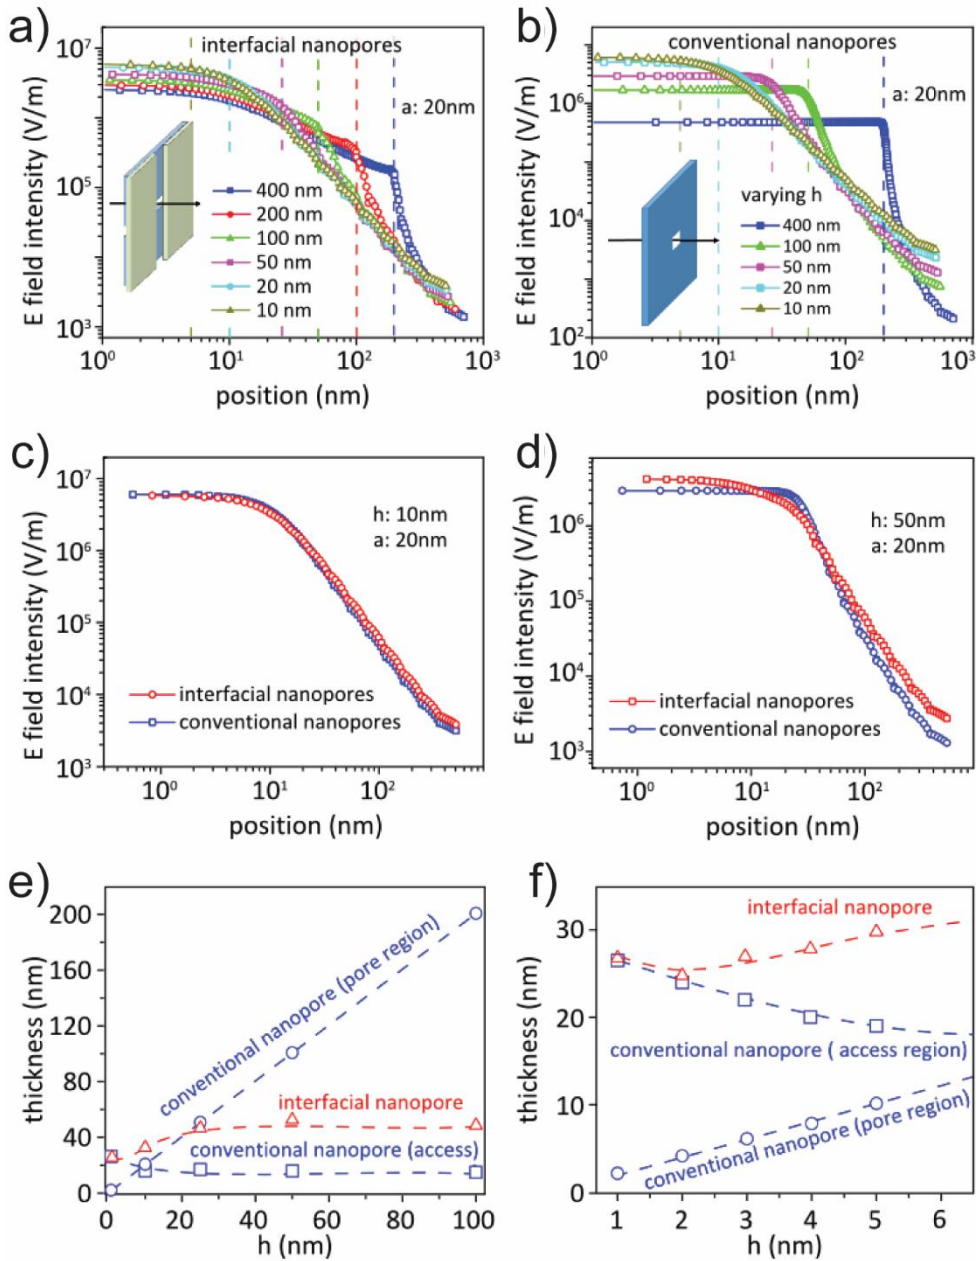 a)
interfacial nanopores
a: 20nm
E field intensity (V/m)
10⁷
10⁵
10³
400 nm
200 nm
100 nm
50 nm
20 nm
10 nm
10⁰ 10¹ 10² 10³
position (nm)
b)
conventional nanopores
a: 20nm
E field intensity (V/m)
10⁶
10⁴
10²
varying h
400 nm
100 nm
50 nm
20 nm
10 nm
10⁰ 10¹ 10² 10³
position (nm)
c)
h: 10nm
a: 20nm
E field intensity (V/m)
10⁷
10⁶
10⁵
10⁴
10³
interfacial nanopores
conventional nanopores
10⁰ 10¹ 10²
position (nm)
d)
h: 50nm
a: 20nm
E field intensity (V/m)
10⁶
10⁵
10⁴
10³
interfacial nanopores
conventional nanopores
10⁰ 10¹ 10²
position (nm)
e)
thickness (nm)
200
160
120
80
40
0
conventional nanopore (pore region)
interfacial nanopore
conventional nanopore (access)
0 20 40 60 80 100
h (nm)
f)
thickness (nm)
30
20
10
0
interfacial nanopore
conventional nanopore ( access region)
conventional nanopore (pore region)
1 2 3 4 5 6
h (nm)